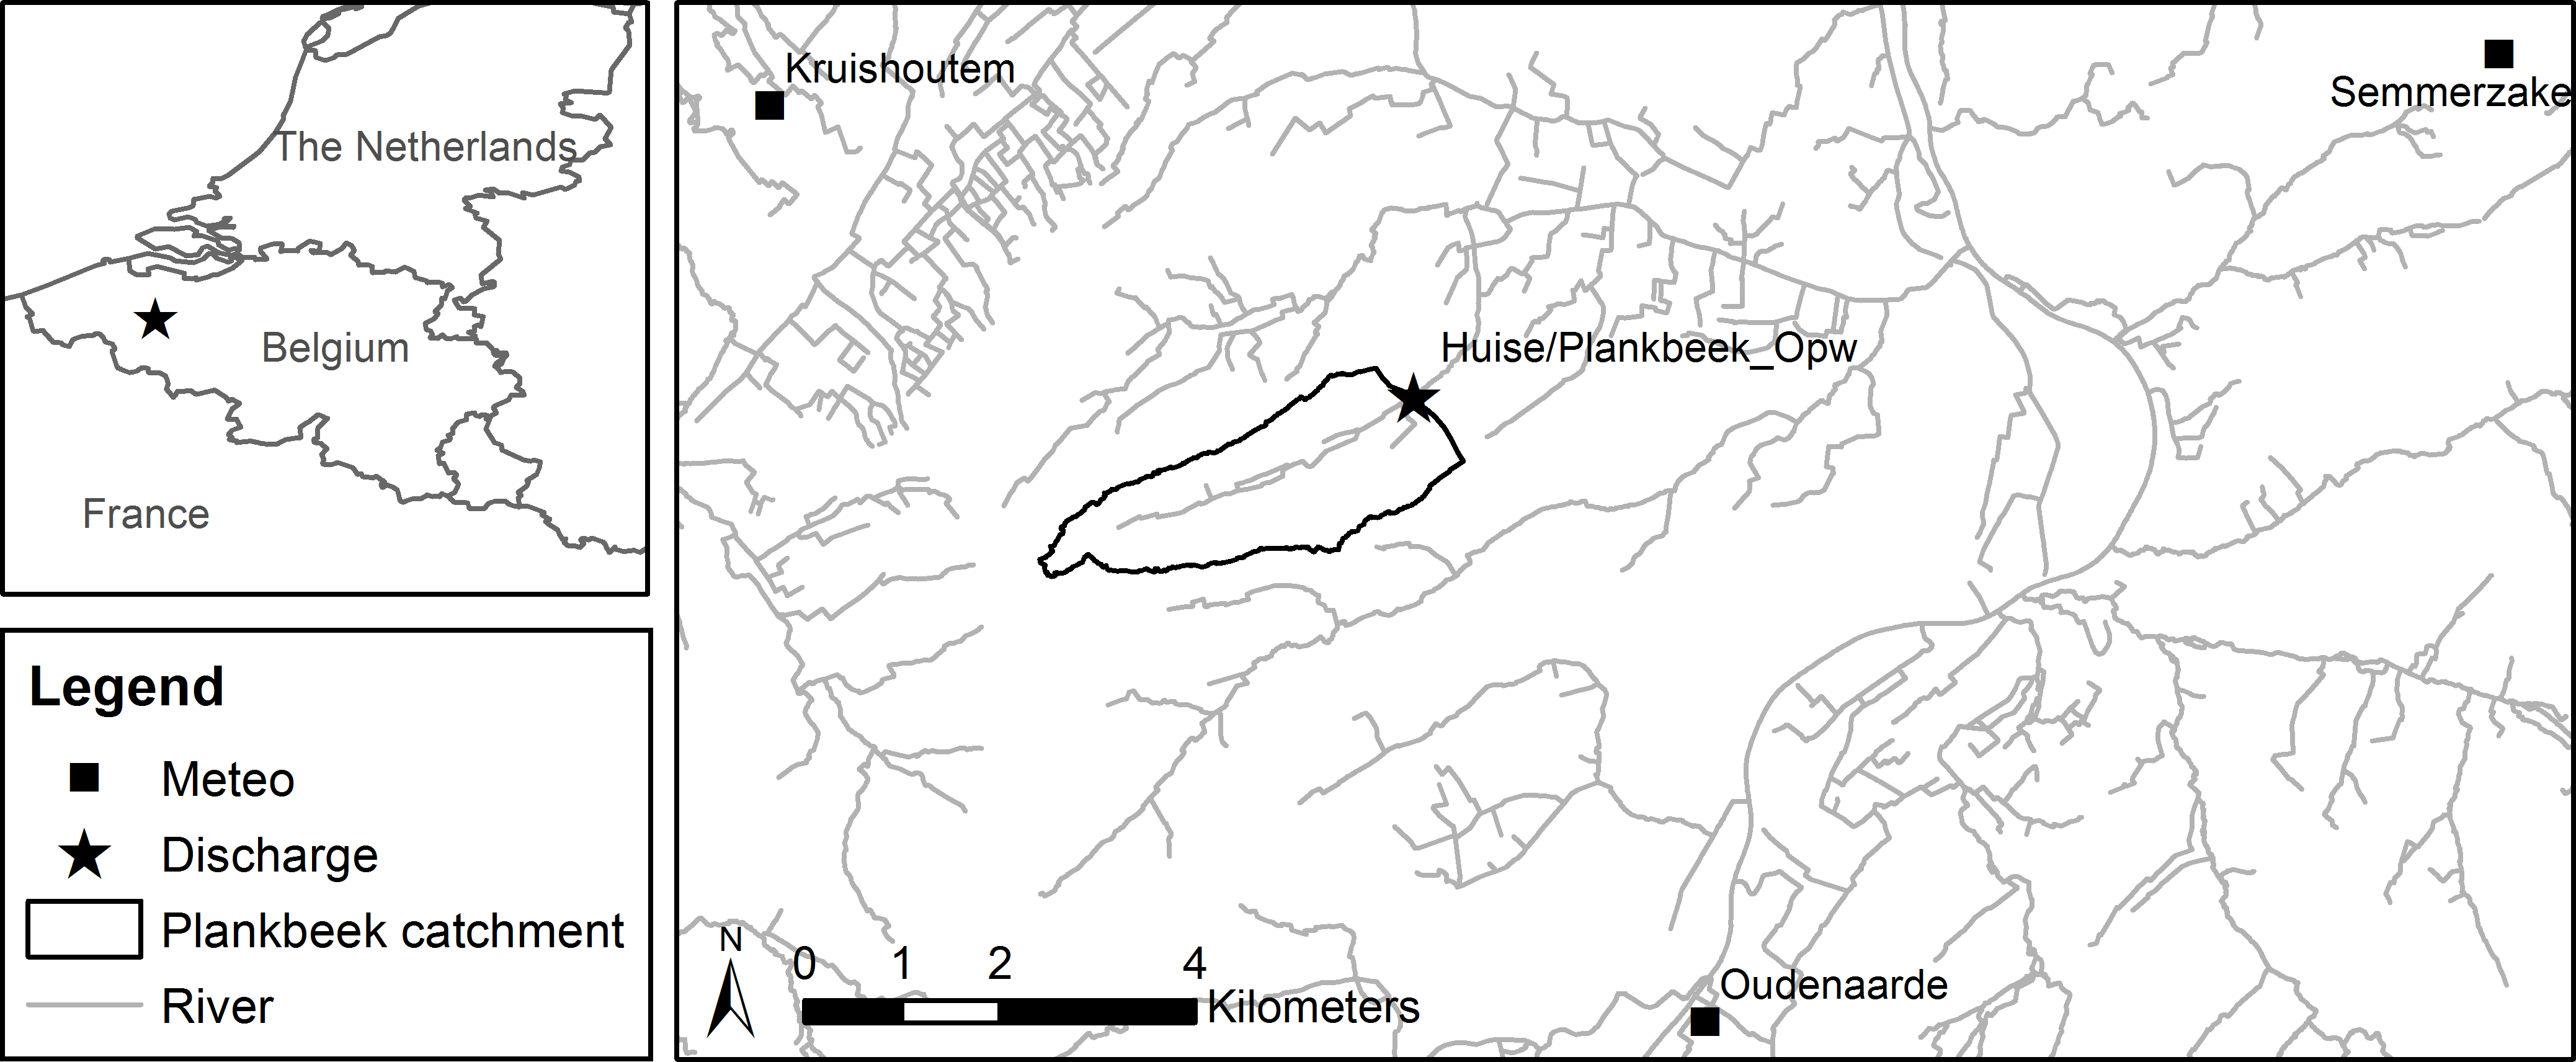 The Netherlands
Belgium
France
Legend
Meteo
Discharge
Plankbeek catchment
River
Kruishoutem
Semmerzake
Huise/Plankbeek_Opw
Oudenaarde
N
0 1 2 4
Kilometers